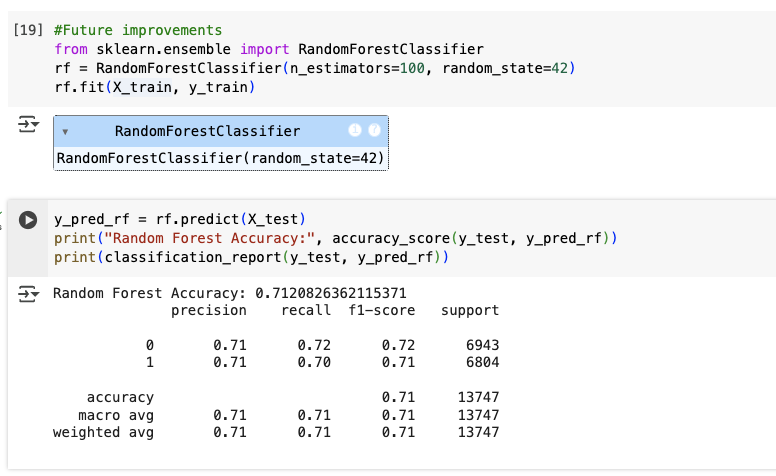 [19] #Future improvements
from sklearn.ensemble import RandomForestClassifier
rf = RandomForestClassifier(n_estimators=100, random_state=42)
rf.fit(X_train, y_train)
▾ RandomForestClassifier i ?
RandomForestClassifier(random_state=42)
y_pred_rf = rf.predict(X_test)
print("Random Forest Accuracy:", accuracy_score(y_test, y_pred_rf))
print(classification_report(y_test, y_pred_rf))
Random Forest Accuracy: 0.7120826362115371
precision recall f1-score support
0 0.71 0.72 0.72 6943
1 0.71 0.70 0.71 6804
accuracy 0.71 13747
macro avg 0.71 0.71 0.71 13747
weighted avg 0.71 0.71 0.71 13747